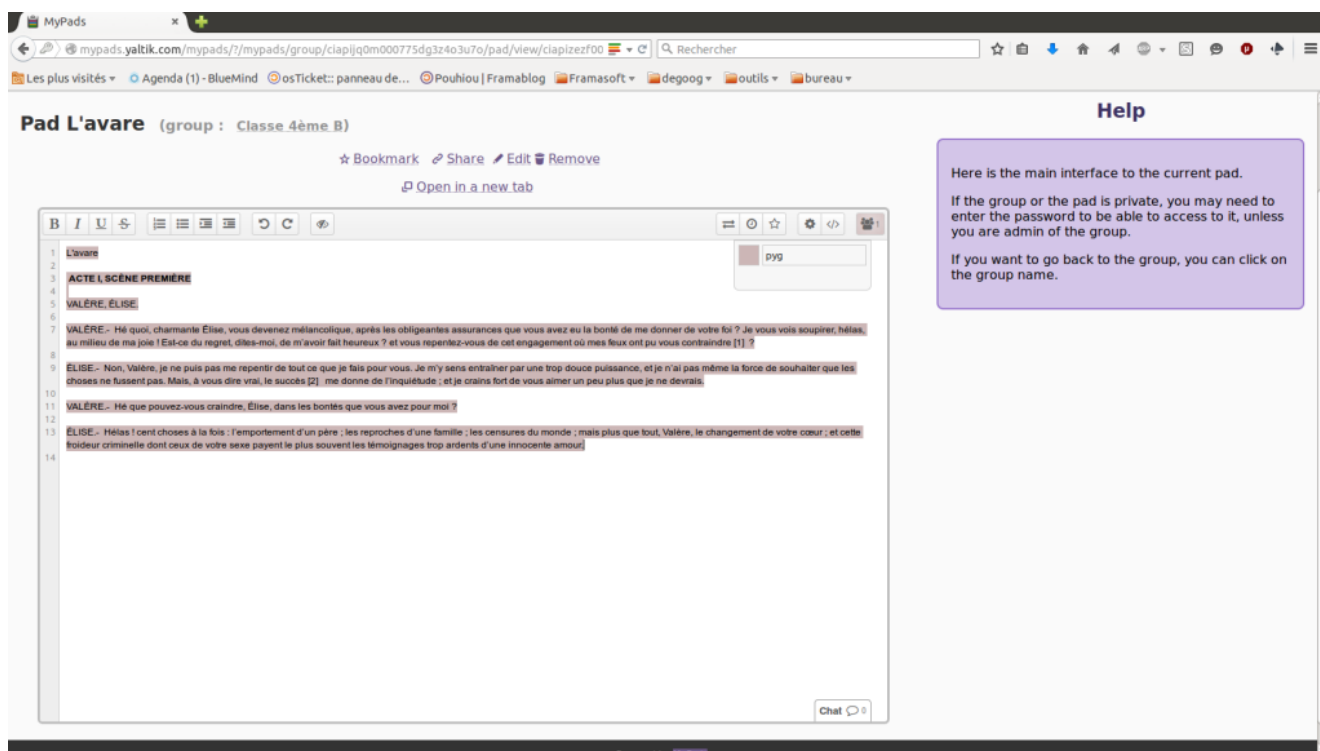 MyPads
mypads.yaltik.com/mypads/?/mypads/group/ciapijq0m000775dg3z4o3u7o/pad/view/ciapizezf00
Rechercher
Les plus visités
Agenda (1) - BlueMind
osTicket:: panneau de...
Pouhiou | Framablog
Framasoft
degoog
outils
bureau
Pad L'avare (group : Classe 4ème B)
Bookmark Share Edit Remove
Open in a new tab
B I U S
1
pyg
1 L'avare
2
3 ACTE I, SCÈNE PREMIÈRE
4
5 VALÈRE, ÉLISE.
6
7 VALÈRE.- Hé quoi, charmante Élise, vous devenez mélancolique, après les obligeantes assurances que vous avez eu la bonté de me donner de votre foi ? Je vous vois soupirer, hélas,
au milieu de ma joie ! Est-ce du regret, dites-moi, de m'avoir fait heureux ? et vous repentez-vous de cet engagement où mes feux ont pu vous contraindre [1] ?
8
9 ÉLISE.- Non, Valère, je ne puis pas me repentir de tout ce que je fais pour vous. Je m'y sens entraîner par une trop douce puissance, et je n'ai pas même la force de souhaiter que les
choses ne fussent pas. Mais, à vous dire vrai, le succès [2] me donne de l'inquiétude ; et je crains fort de vous aimer un peu plus que je ne devrais.
10
11 VALÈRE.- Hé que pouvez-vous craindre, Élise, dans les bontés que vous avez pour moi ?
12
13 ÉLISE.- Hélas ! cent choses à la fois : l'emportement d'un père ; les reproches d'une famille ; les censures du monde ; mais plus que tout, Valère, le changement de votre cœur ; et cette
froideur criminelle dont ceux de votre sexe payent le plus souvent les témoignages trop ardents d'une innocente amour.
14
Chat 0
Help
Here is the main interface to the current pad.
If the group or the pad is private, you may need to
enter the password to be able to access to it, unless
you are admin of the group.
If you want to go back to the group, you can click on
the group name.